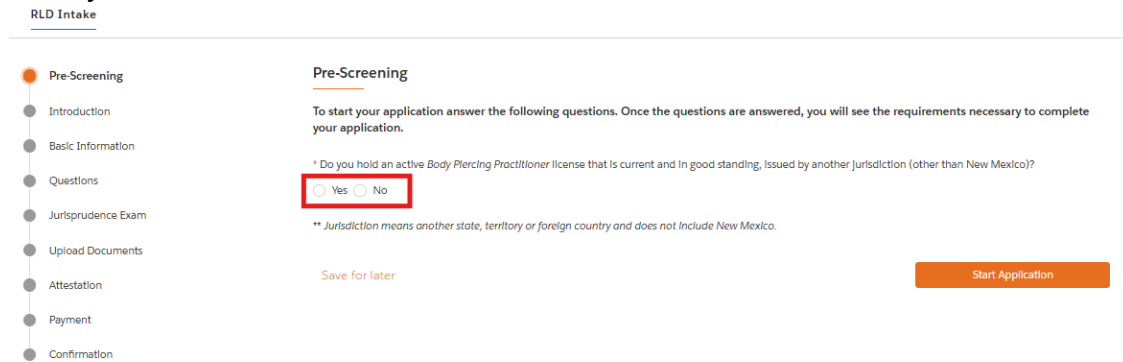 RLD Intake
Pre-Screening
Introduction
Basic Information
Questions
Jurisprudence Exam
Upload Documents
Attestation
Payment
Confirmation
Pre-Screening
To start your application answer the following questions. Once the questions are answered, you will see the requirements necessary to complete
your application.
* Do you hold an active Body Piercing Practitioner license that is current and in good standing, issued by another jurisdiction (other than New Mexico)?
Yes No
** Jurisdiction means another state, territory or foreign country and does not include New Mexico.
Save for later
Start Application